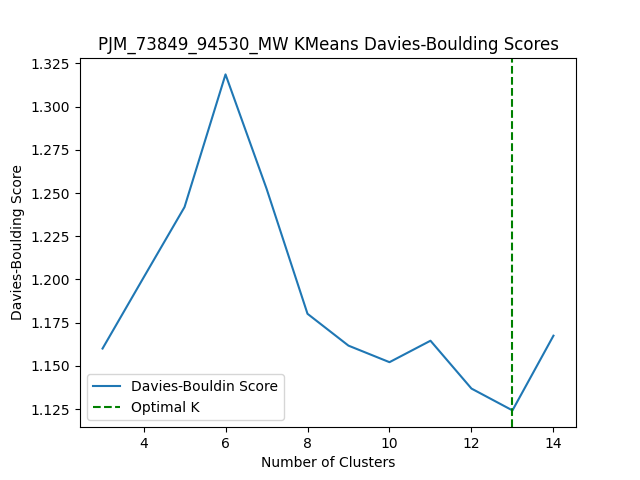 PJM_73849_94530_MW KMeans Davies-Boulding Scores
1.325
1.300
1.275
1.250
1.225
1.200
1.175
1.150
1.125
Davies-Boulding Score
Davies-Bouldin Score
Optimal K
4 6 8 10 12 14
Number of Clusters